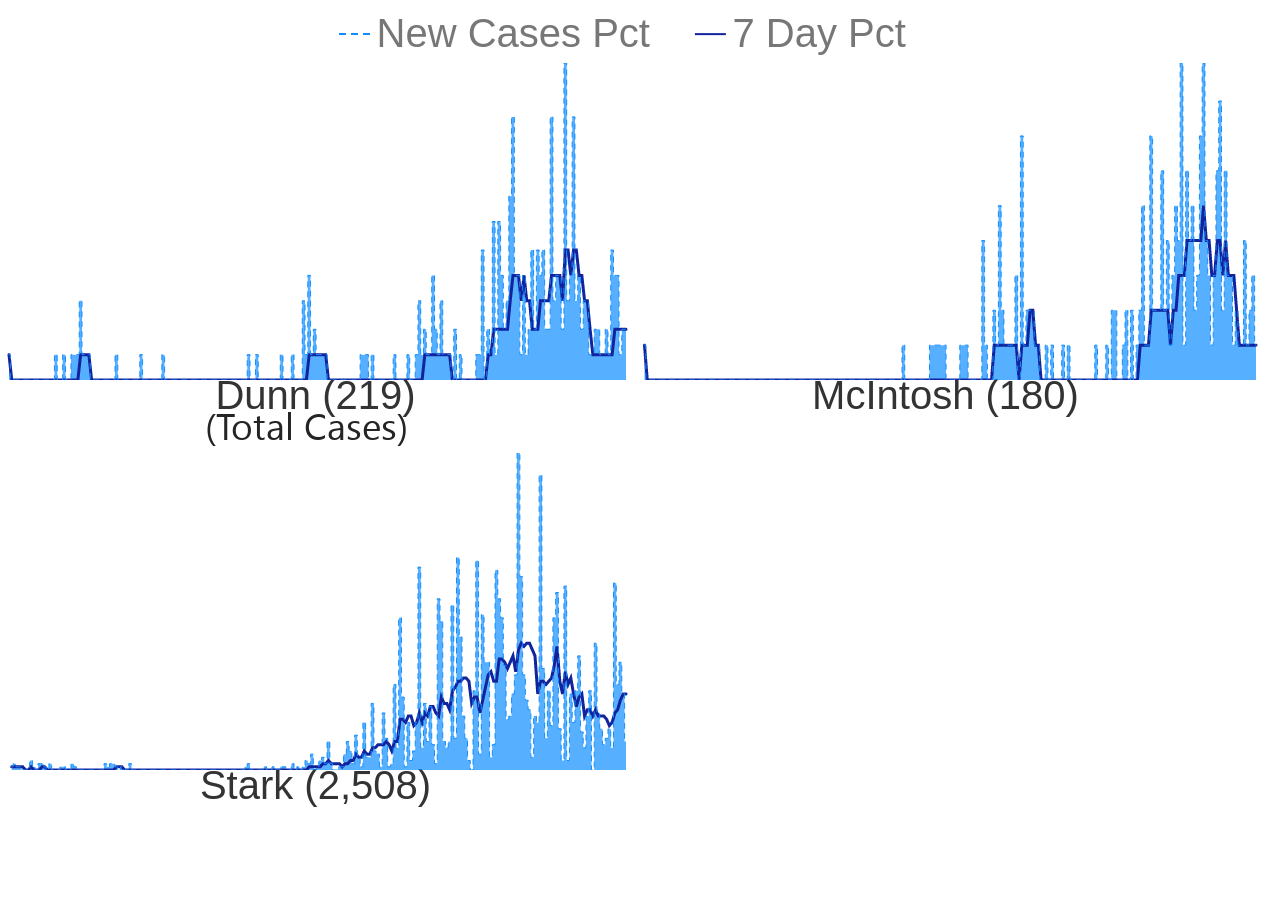 New Cases Pct 7 Day Pct
Dunn (219) McIntosh (180)
(Total Cases)
Stark (2,508)